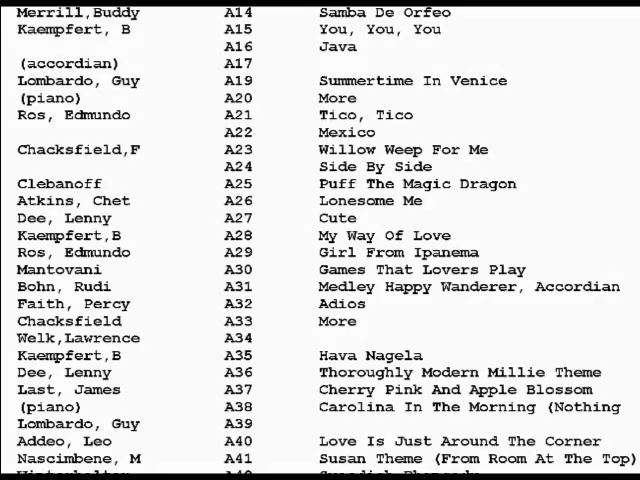 Merrill,Buddy A14 Samba De Orfeo
Kaempfert, B A15 You, You, You
A16 Java
(accordian) A17
Lombardo, Guy A19 Summertime In Venice
(piano) A20 More
Ros, Edmundo A21 Tico, Tico
A22 Mexico
Chacksfield,F A23 Willow Weep For Me
A24 Side By Side
Clebanoff A25 Puff The Magic Dragon
Atkins, Chet A26 Lonesome Me
Dee, Lenny A27 Cute
Kaempfert,B A28 My Way Of Love
Ros, Edmundo A29 Girl From Ipanema
Mantovani A30 Games That Lovers Play
Bohn, Rudi A31 Medley Happy Wanderer, Accordian
Faith, Percy A32 Adios
Chacksfield A33 More
Welk,Lawrence A34
Kaempfert,B A35 Hava Nagela
Dee, Lenny A36 Thoroughly Modern Millie Theme
Last, James A37 Cherry Pink And Apple Blossom
(piano) A38 Carolina In The Morning (Nothing
Lombardo, Guy A39
Addeo, Leo A40 Love Is Just Around The Corner
Nascimbene, M A41 Susan Theme (From Room At The Top)